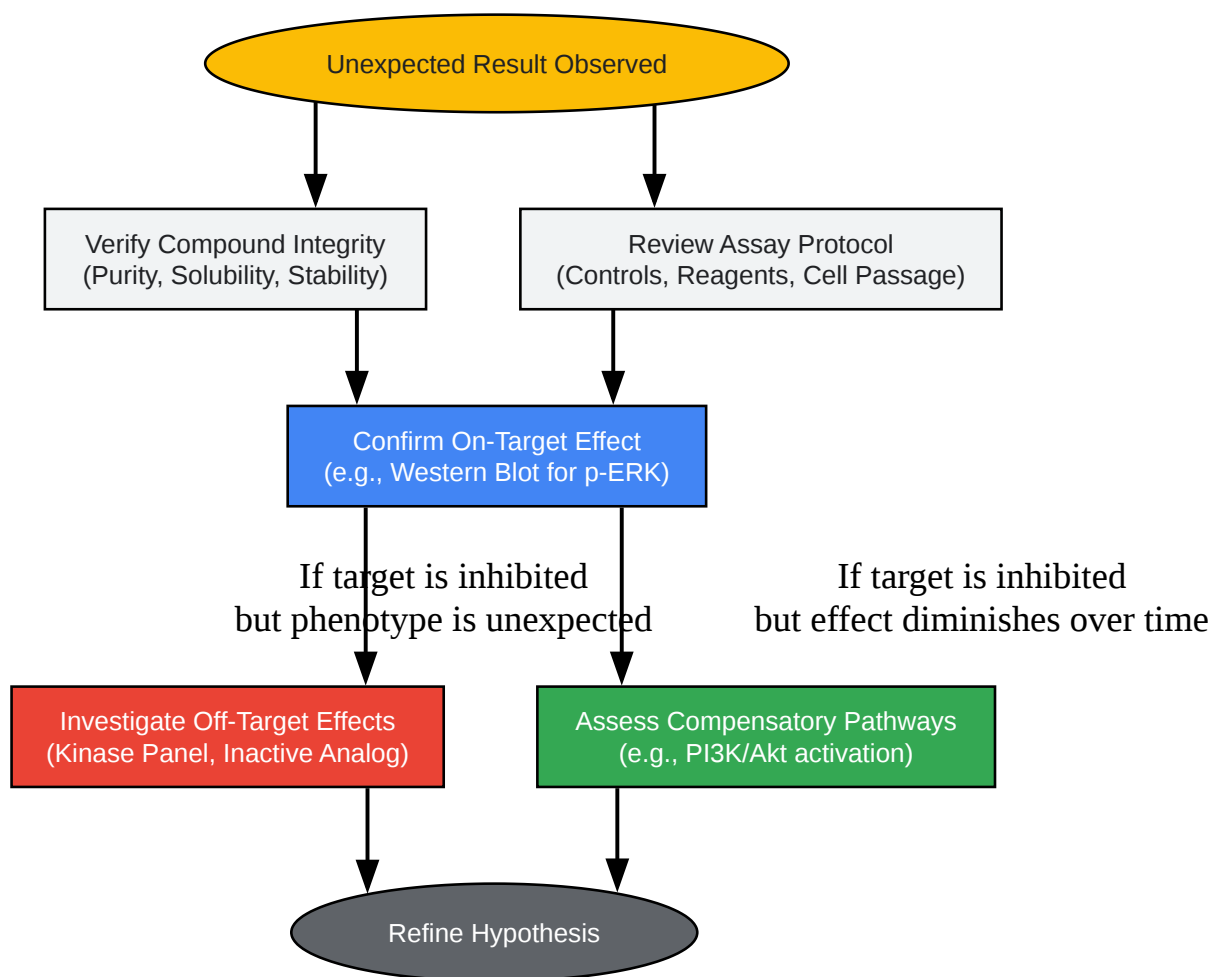 Unexpected Result Observed
Verify Compound Integrity
(Purity, Solubility, Stability)
Review Assay Protocol
(Controls, Reagents, Cell Passage)
Confirm On-Target Effect
(e.g., Western Blot for p-ERK)
If target is inhibited
but phenotype is unexpected
If target is inhibited
but effect diminishes over time
Investigate Off-Target Effects
(Kinase Panel, Inactive Analog)
Assess Compensatory Pathways
(e.g., PI3K/Akt activation)
Refine Hypothesis